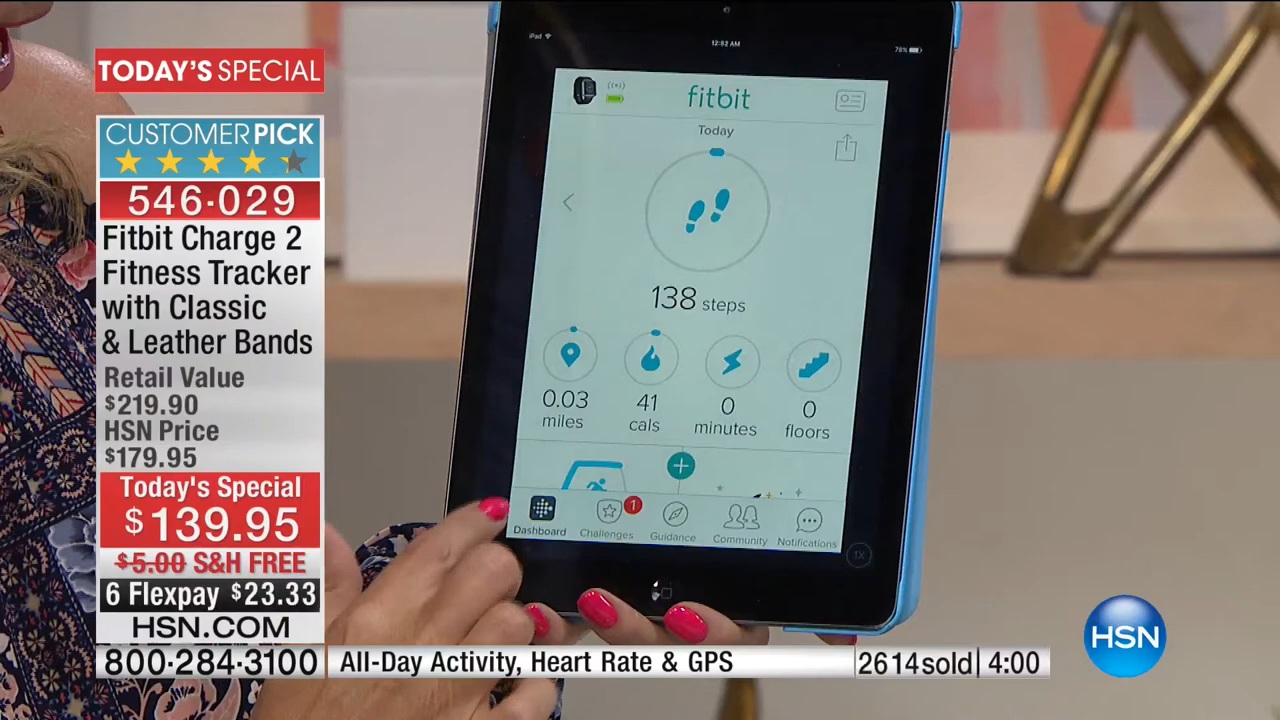 TODAY'S SPECIAL
CUSTOMER PICK
546-029
Fitbit Charge 2
Fitness Tracker
with Classic
& Leather Bands
Retail Value
$219.90
HSN Price
$179.95
Today's Special
$139.95
$5.00 S&H FREE
6 Flexpay $23.33
HSN.COM
800-284-3100
All-Day Activity, Heart Rate & GPS
2614 sold 4:00
HSN
iPad
12:52 AM
78%
fitbit
Today
138 steps
0.03 miles
41 cals
0 minutes
0 floors
1
Dashboard
Challenges
Guidance
Community
Notifications
1X